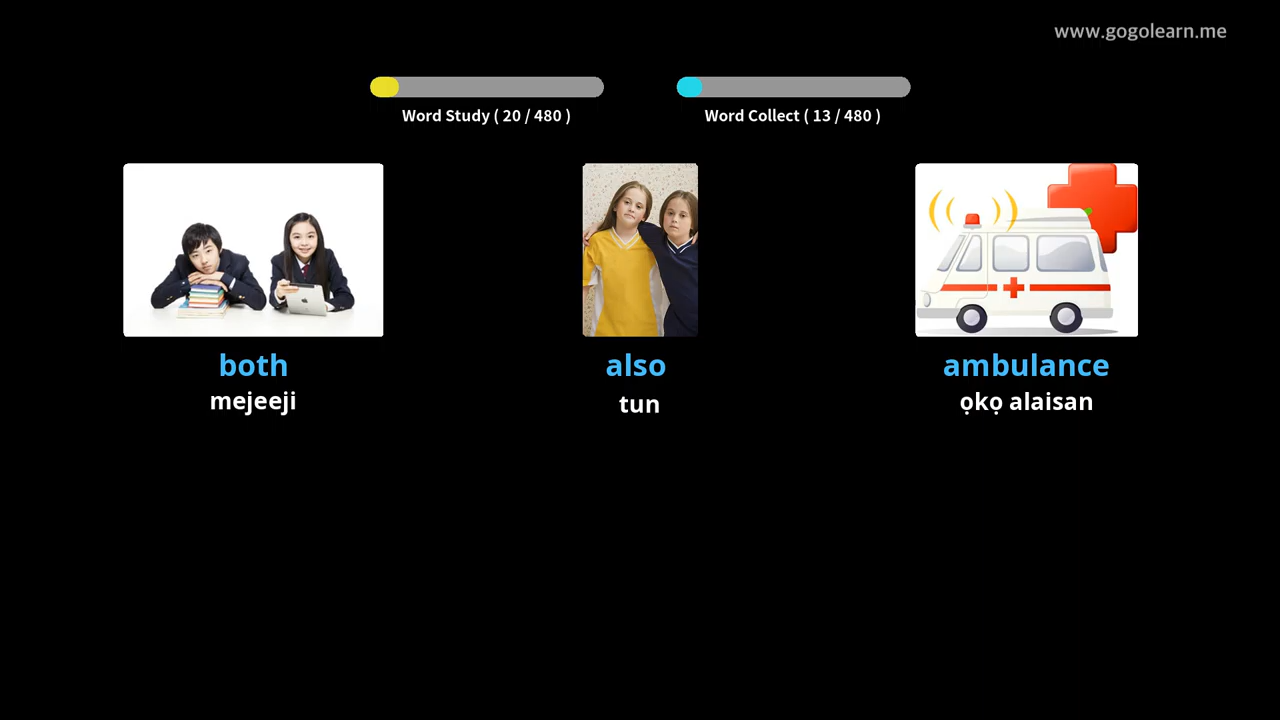 www.gogolearn.me
Word Study ( 20 / 480 )
Word Collect ( 13 / 480 )
both
mejeeji
also
tun
ambulance
ọkọ alaisan